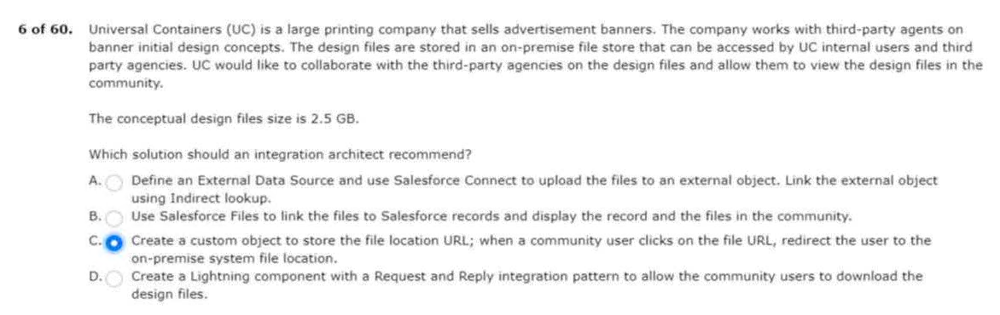 6 of 60. Universal Containers (UC) is a large printing company that sells advertisement banners. The company works with third-party agents on
banner initial design concepts. The design files are stored in an on-premise file store that can be accessed by UC internal users and third
party agencies. UC would like to collaborate with the third-party agencies on the design files and allow them to view the design files in the
community.
The conceptual design files size is 2.5 GB.
Which solution should an integration architect recommend?
A. Define an External Data Source and use Salesforce Connect to upload the files to an external object. Link the external object
using Indirect lookup.
B. Use Salesforce Files to link the files to Salesforce records and display the record and the files in the community.
C. Create a custom object to store the file location URL; when a community user clicks on the file URL, redirect the user to the
on-premise system file location.
D. Create a Lightning component with a Request and Reply integration pattern to allow the community users to download the
design files.